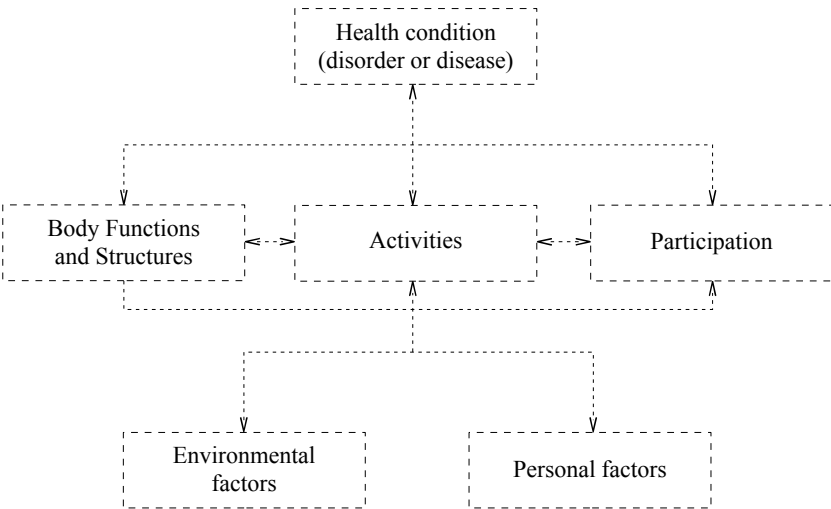 Health condition
(disorder or disease)
Body Functions
and Structures
Activities
Participation
Environmental
factors
Personal factors